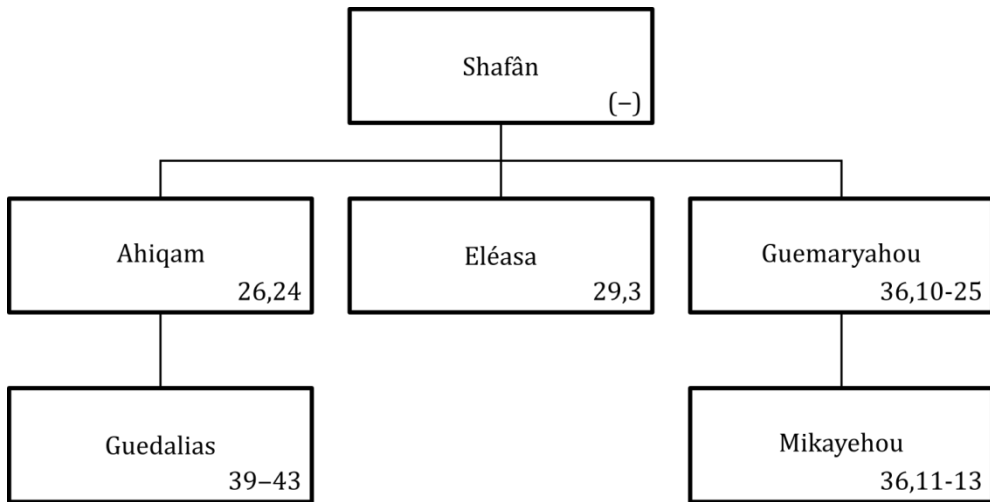 Shafân
(–)
Ahiqam
26,24
Eléasa
29,3
Guemaryahou
36,10-25
Guedalias
39–43
Mikayehou
36,11-13